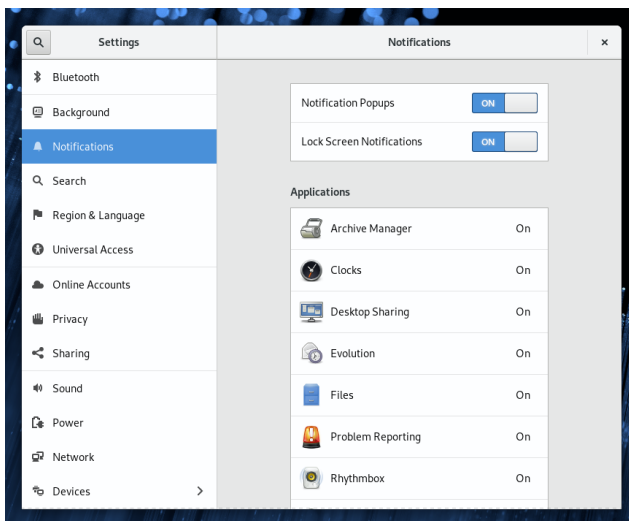 Settings
Notifications
Bluetooth
Background
Notifications
Search
Region & Language
Universal Access
Online Accounts
Privacy
Sharing
Sound
Power
Network
Devices
Notification Popups ON
Lock Screen Notifications ON
Applications
Archive Manager On
Clocks On
Desktop Sharing On
Evolution On
Files On
Problem Reporting On
Rhythmbox On